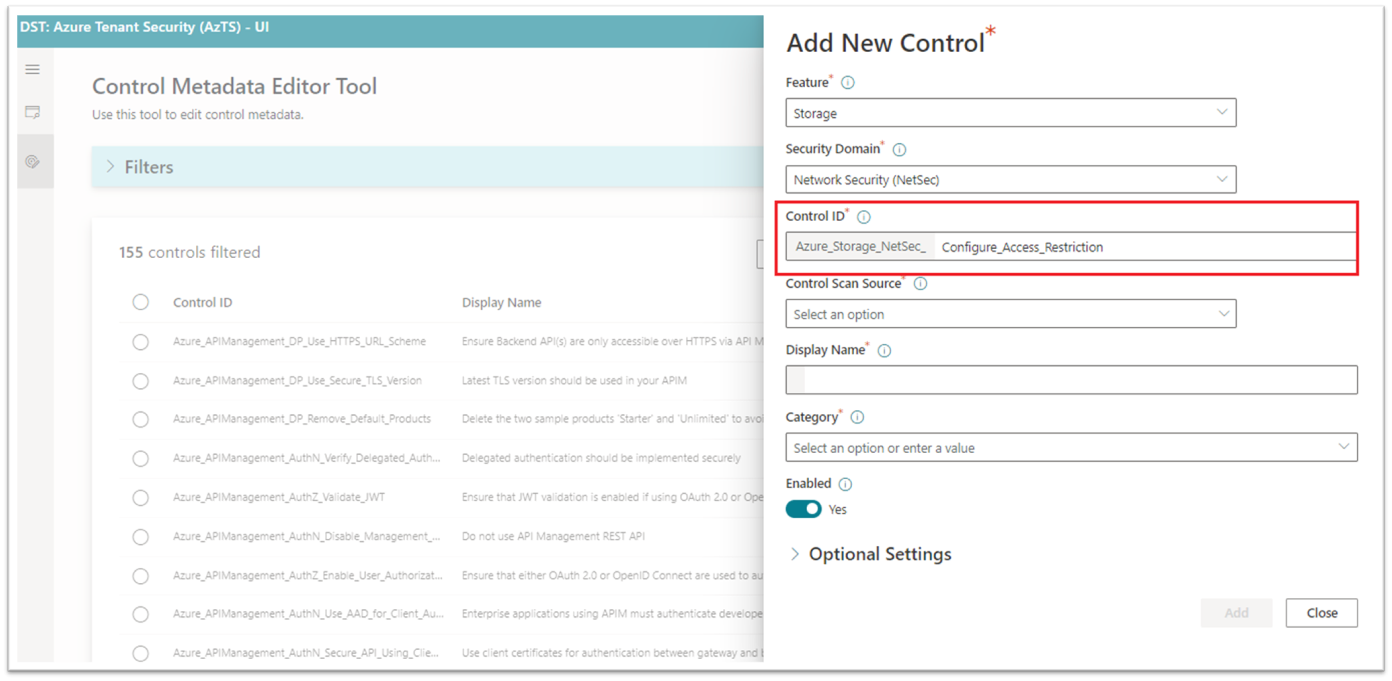 DST: Azure Tenant Security (AzTS) - UI
Control Metadata Editor Tool
Use this tool to edit control metadata.
Filters
155 controls filtered
Control ID Display Name
Azure_APIManagement_DP_Use_HTTPS_URL_Scheme Ensure Backend API(s) are only accessible over HTTPS via API M
Azure_APIManagement_DP_Use_Secure_TLS_Version Latest TLS version should be used in your APIM
Azure_APIManagement_DP_Remove_Default_Products Delete the two sample products 'Starter' and 'Unlimited' to avoi
Azure_APIManagement_AuthN_Verify_Delegated_Auth... Delegated authentication should be implemented securely
Azure_APIManagement_AuthZ_Validate_JWT Ensure that JWT validation is enabled if using OAuth 2.0 or Ope
Azure_APIManagement_AuthN_Disable_Management_... Do not use API Management REST API
Azure_APIManagement_AuthZ_Enable_User_Authorizat... Ensure that either OAuth 2.0 or OpenID Connect are used to au
Azure_APIManagement_AuthN_Use_AAD_for_Client_Au... Enterprise applications using APIM must authenticate develope
Azure_APIManagement_AuthN_Secure_API_Using_Clie... Use client certificates for authentication between gateway and b
Add New Control*
Feature*
Storage
Security Domain*
Network Security (NetSec)
Control ID*
Azure_Storage_NetSec_ Configure_Access_Restriction
Control Scan Source*
Select an option
Display Name*
Category*
Select an option or enter a value
Enabled
Yes
Optional Settings
Add Close